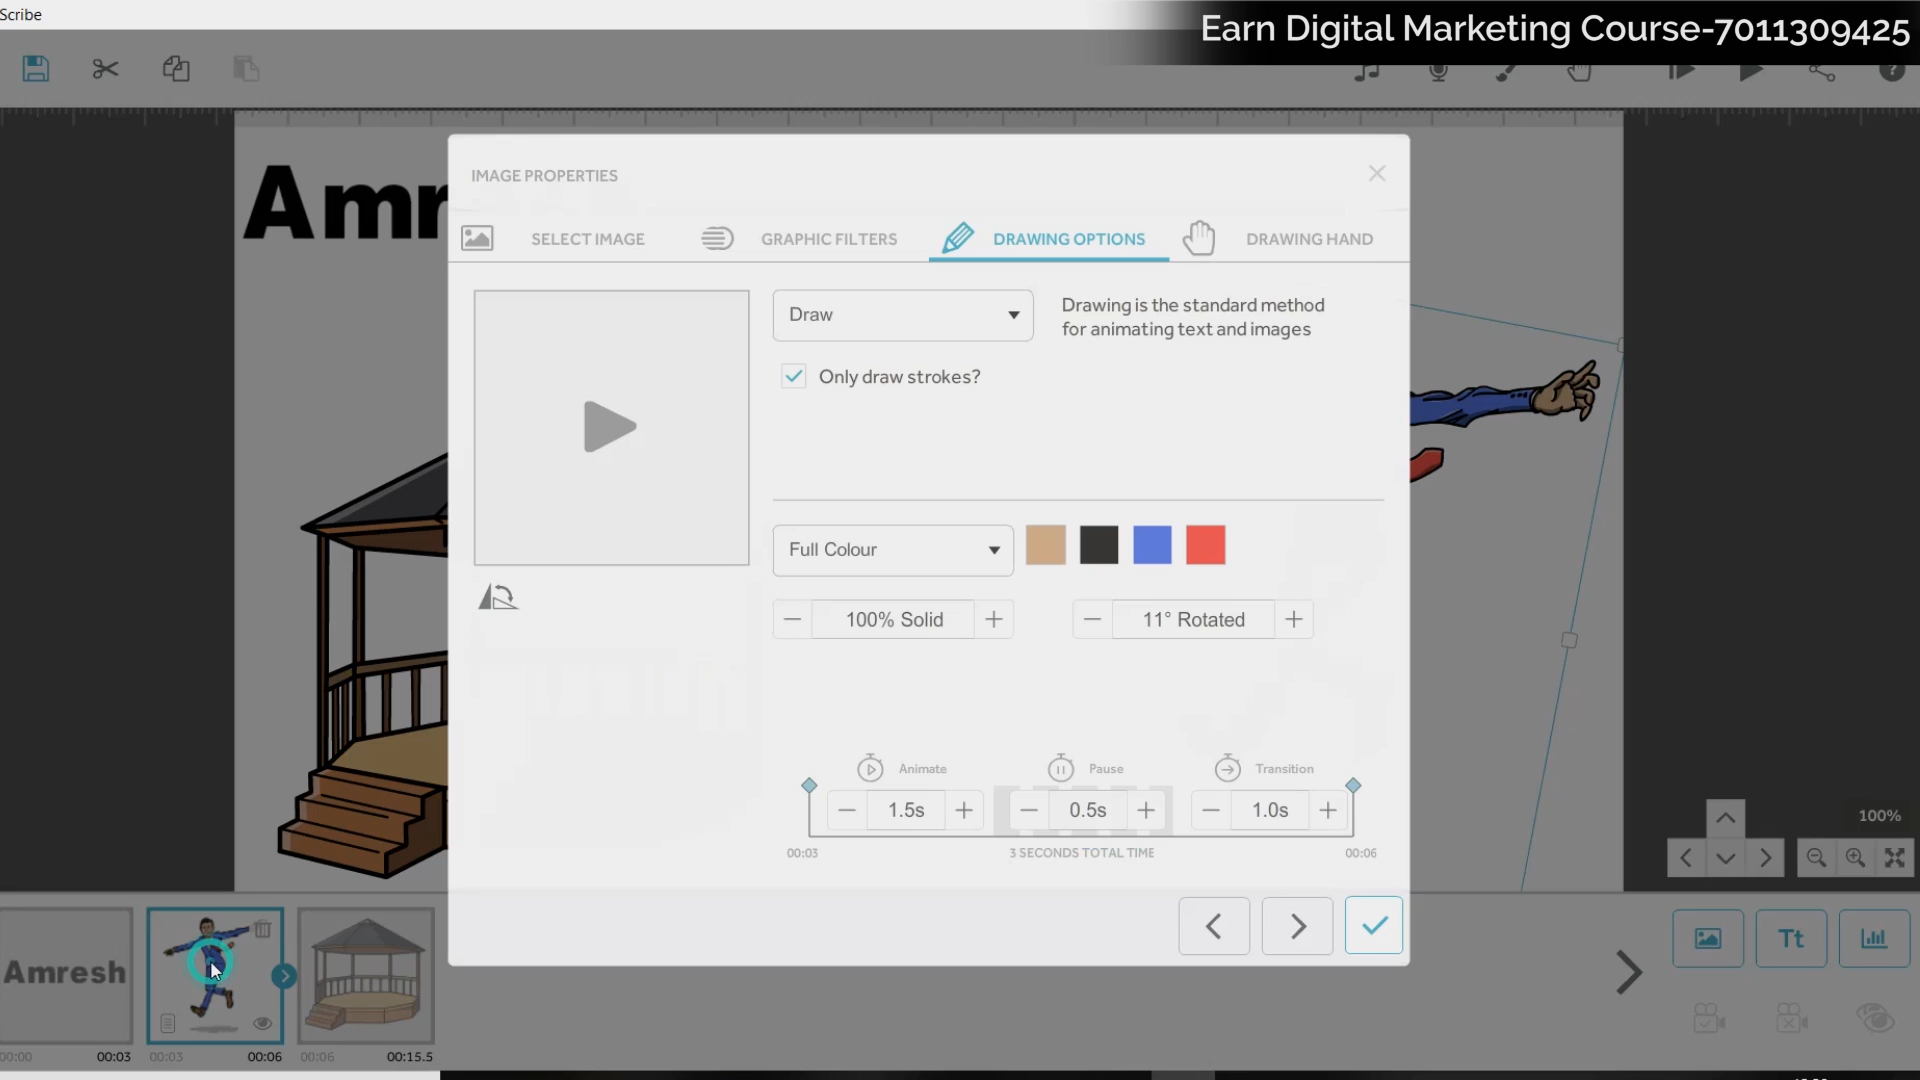 Scribe
Earn Digital Marketing Course-7011309425
Amr
IMAGE PROPERTIES
SELECT IMAGE
GRAPHIC FILTERS
DRAWING OPTIONS
DRAWING HAND
Draw
Drawing is the standard method
for animating text and images
Only draw strokes?
Full Colour
100% Solid
11° Rotated
Animate
Pause
Transition
1.5s
0.5s
1.0s
00:03
3 SECONDS TOTAL TIME
00:06
100%
Amresh
Tt
00:00
00:03
00:03
00:06
00:06
00:15.5